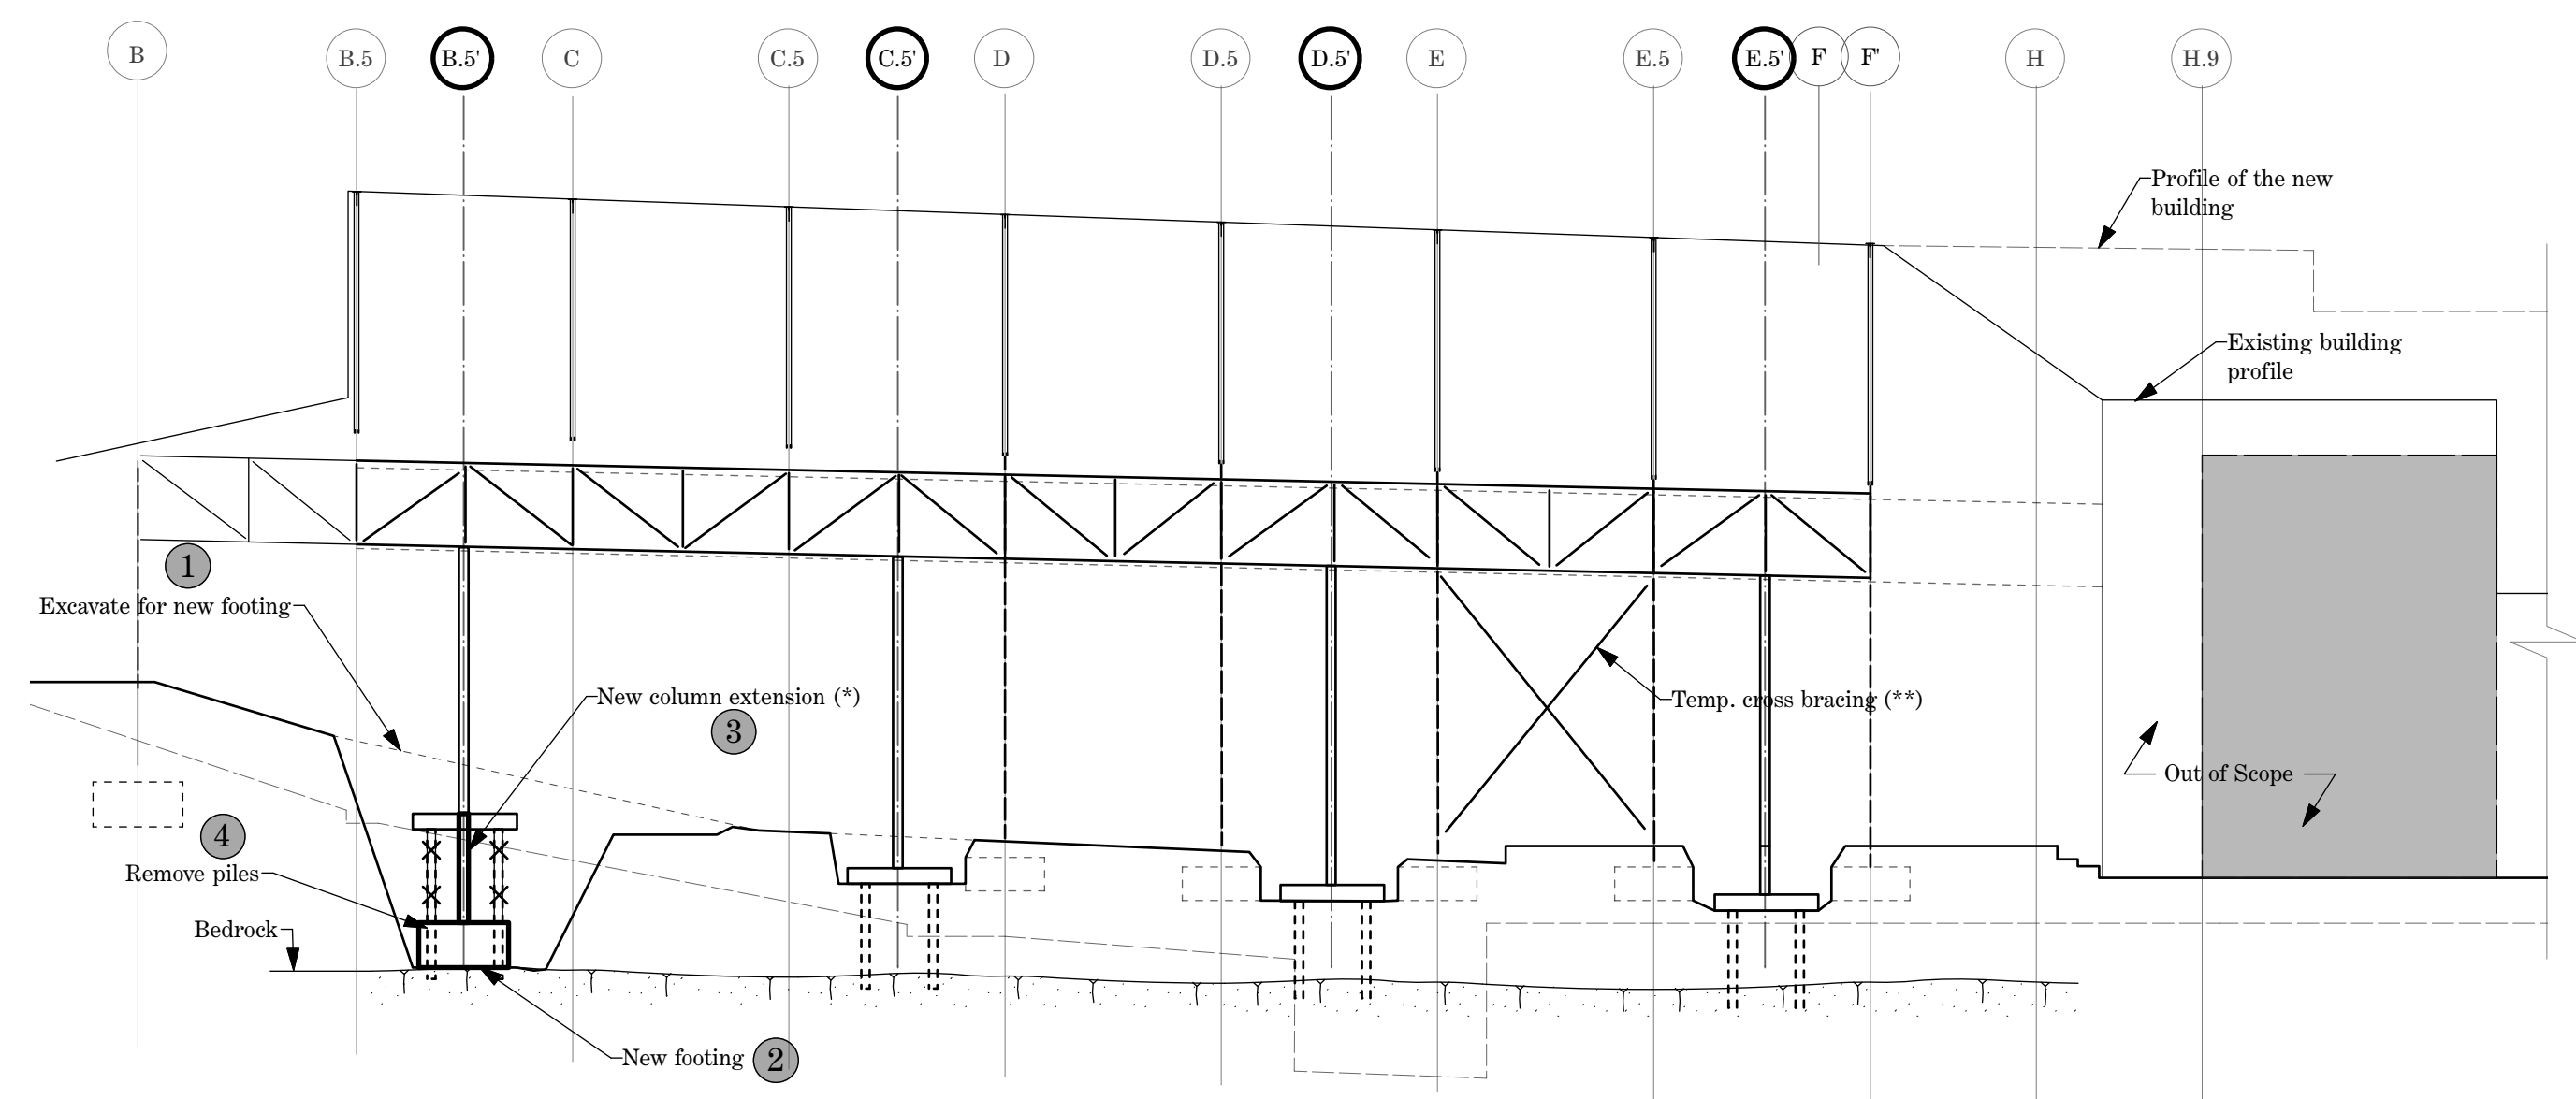 B
B.5
B.5'
C
C.5
C.5'
D
D.5
D.5'
E
E.5
E.5'
F
F'
H
H.9
Profile of the new
building
Existing building
profile
1
Excavate for new footing
New column extension (*)
3
Temp. cross bracing (**)
Out of Scope
4
Remove piles
Bedrock
New footing
2